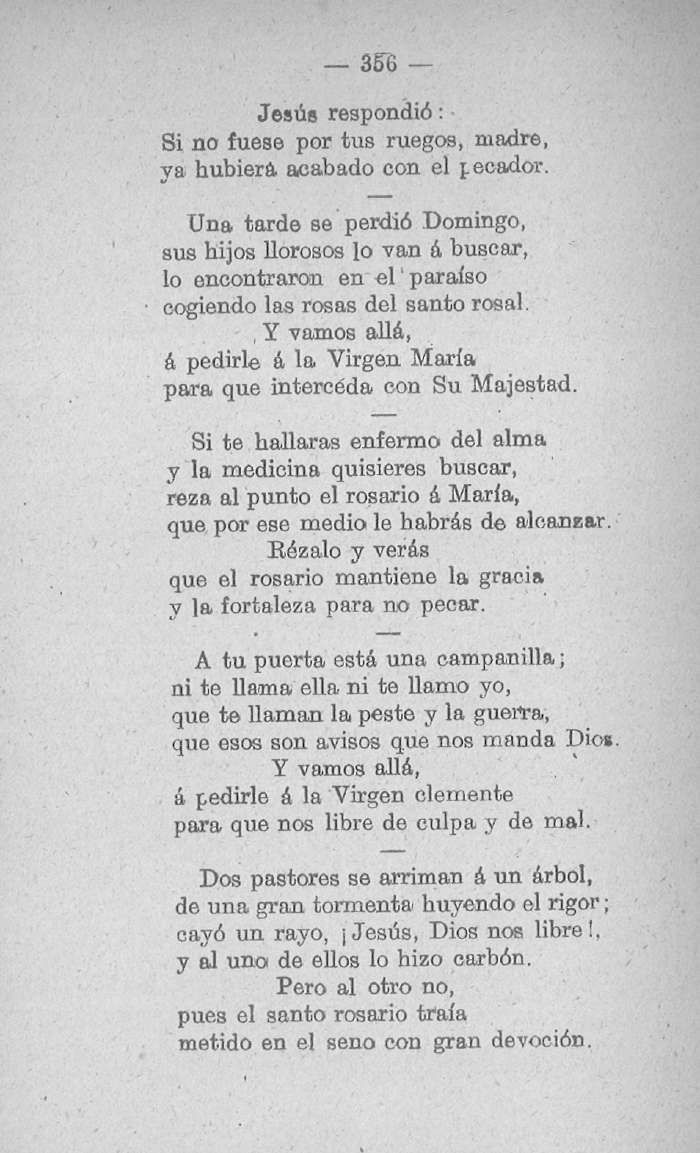 — 356 —
Jesús respondió:
Si no fuese por tus ruegos, madre,
ya hubiera acabado con el pecador.
Una tarde se perdió Domingo,
sus hijos llorosos lo van á buscar,
lo encontraron en el paraíso
cogiendo las rosas del santo rosal.
Y vamos allá,
á pedirle á la Virgen María
para que interceda con Su Majestad.
Si te hallaras enfermo del alma
y la medicina quisieres buscar,
reza al punto el rosario á María,
que por ese medio le habrás de alcanzar.
Rézalo y verás
que el rosario mantiene la gracia
y la fortaleza para no pecar.
A tu puerta está una campanilla;
ni te llama ella ni te llamo yo,
que te llaman la peste y la guerra,
que esos son avisos que nos manda Dios.
Y vamos allá,
á pedirle á la Virgen clemente
para que nos libre de culpa y de mal.
Dos pastores se arriman á un árbol,
de una gran tormenta huyendo el rigor;
cayó un rayo, ¡Jesús, Dios nos libre!,
y al uno de ellos lo hizo carbón.
Pero al otro no,
pues el santo rosario traía
metido en el seno con gran devoción.